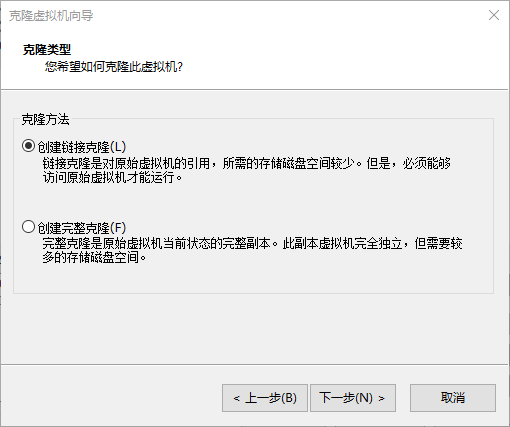 克隆虚拟机向导
克隆类型
您希望如何克隆此虚拟机?
克隆方法
创建链接克隆(L)
链接克隆是对原始虚拟机的引用，所需的存储磁盘空间较少。但是，必须能够
访问原始虚拟机才能运行。
创建完整克隆(F)
完整克隆是原始虚拟机当前状态的完整副本。此副本虚拟机完全独立，但需要较
多的存储磁盘空间。
< 上一步(B)
下一步(N) >
取消